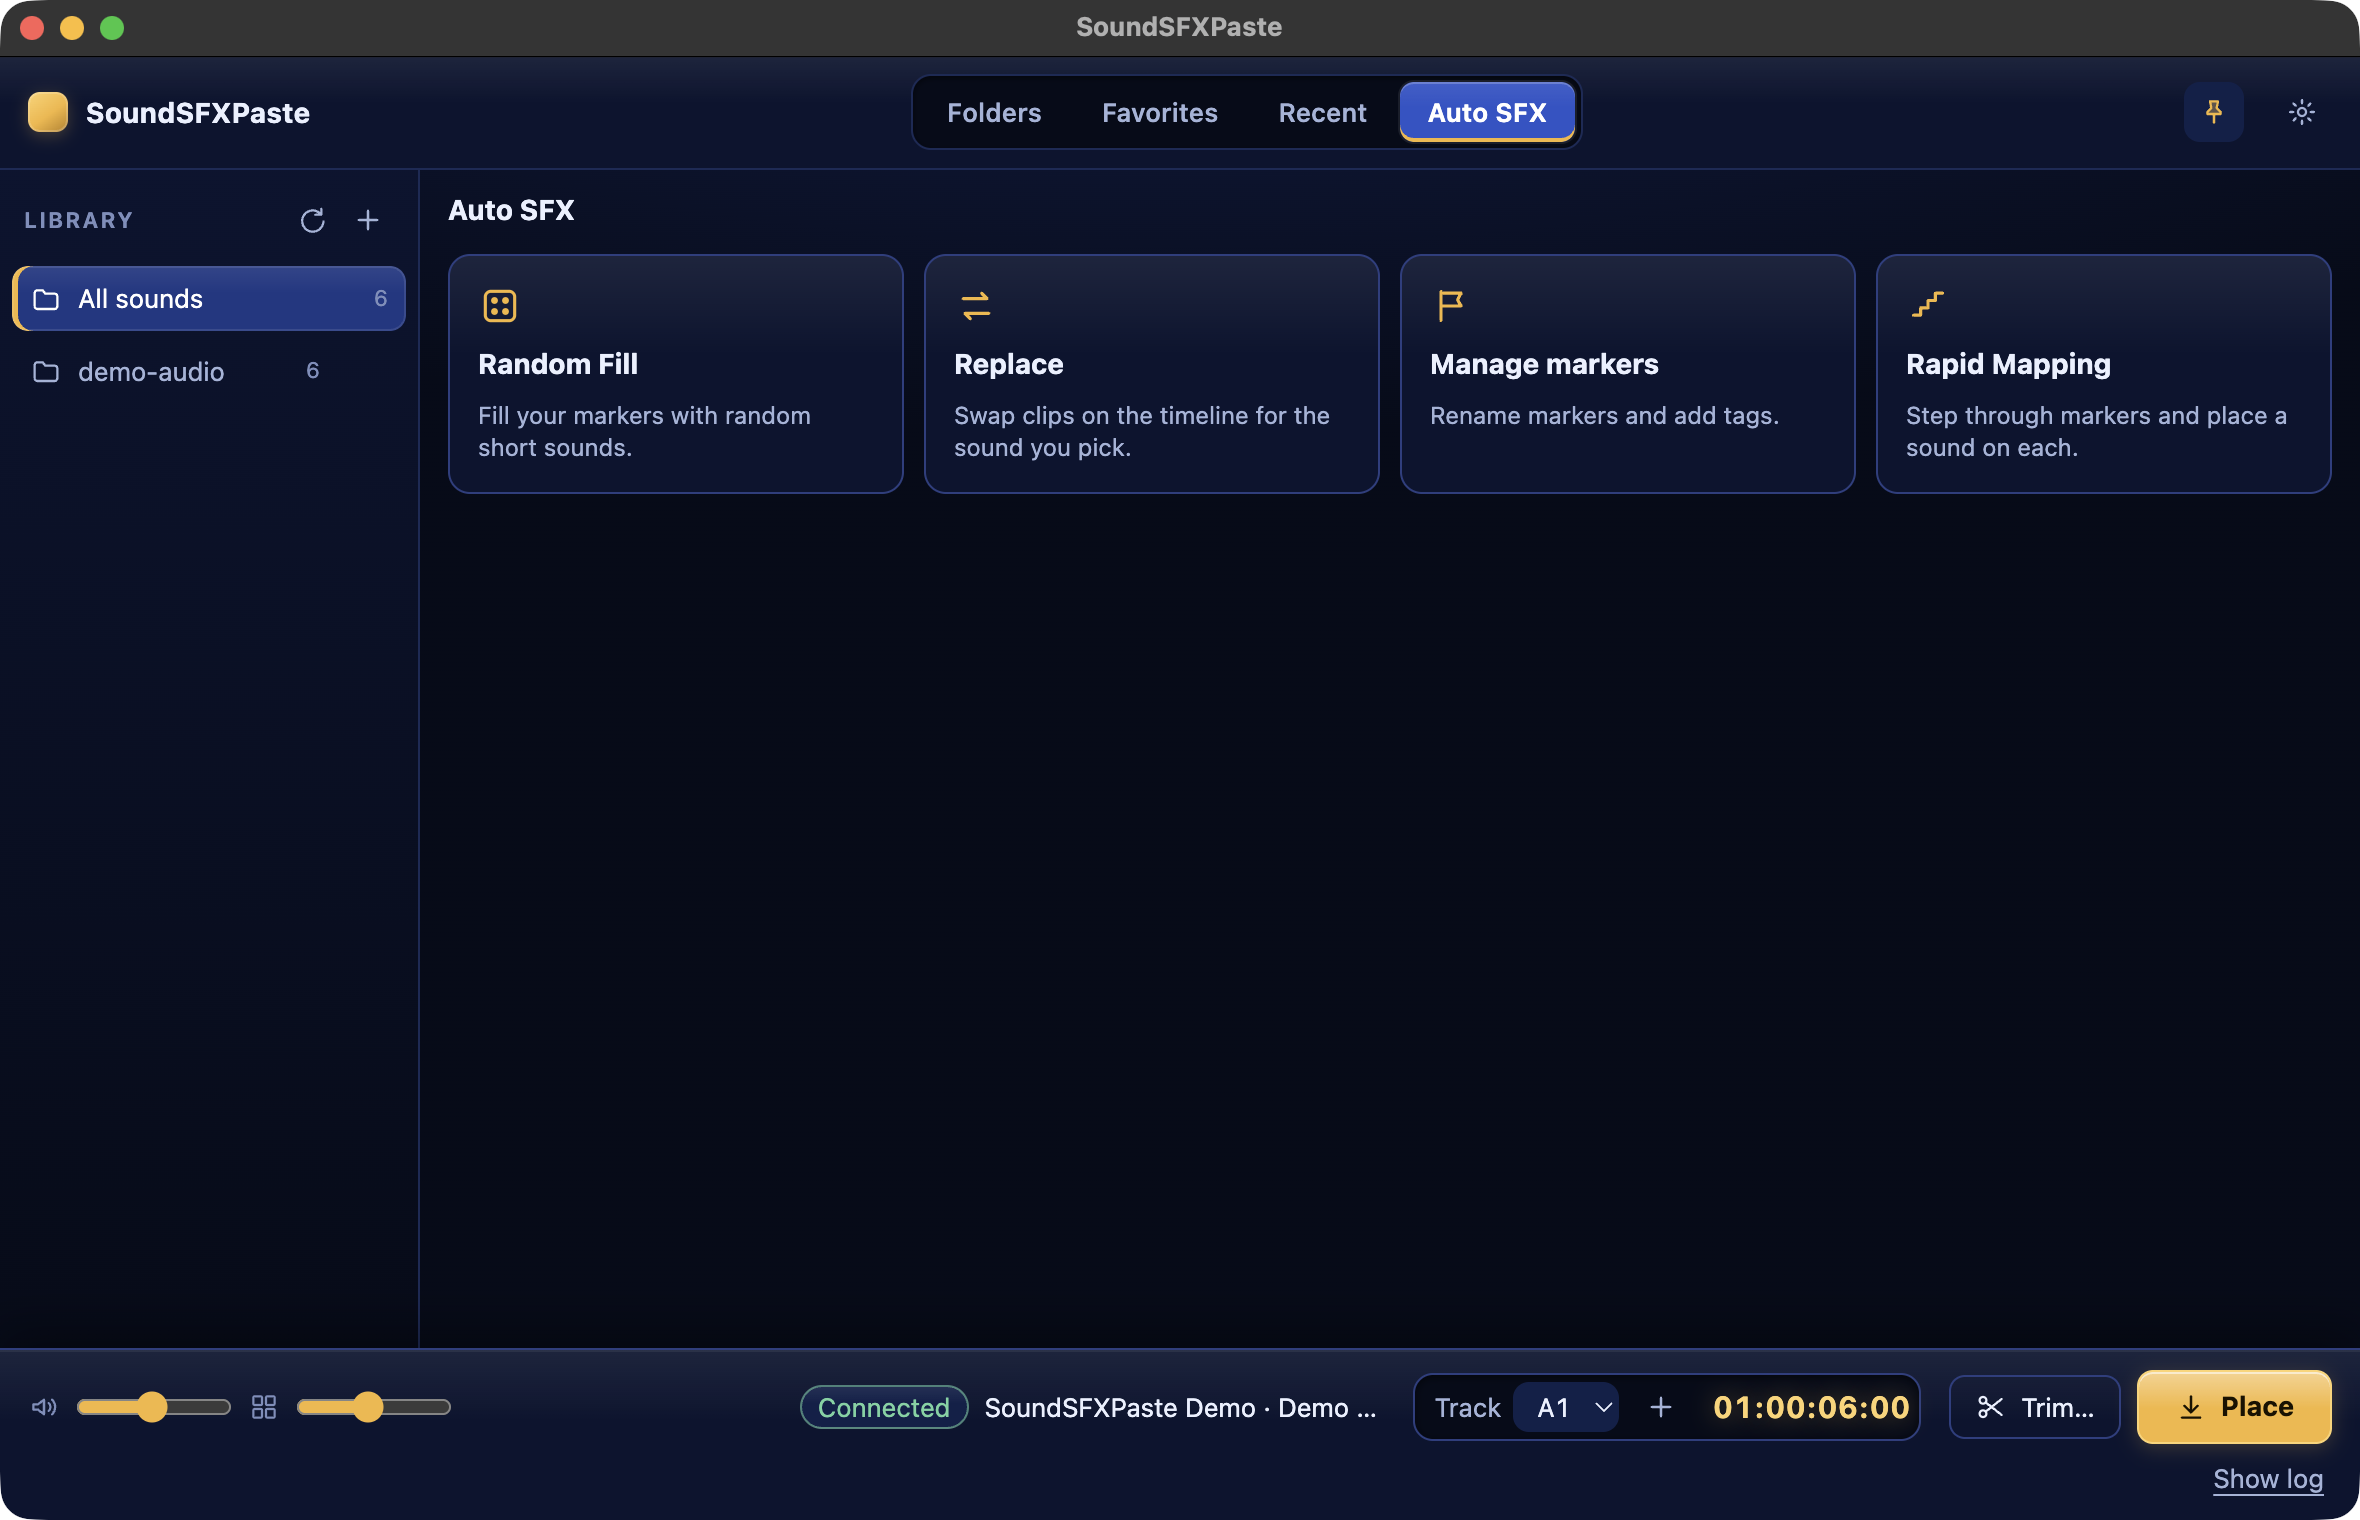 SoundSFXPaste
SoundSFXPaste
Folders
Favorites
Recent
Auto SFX
LIBRARY
All sounds
6
demo-audio
6
Auto SFX
Random Fill
Fill your markers with random
short sounds.
Replace
Swap clips on the timeline for the
sound you pick.
Manage markers
Rename markers and add tags.
Rapid Mapping
Step through markers and place a
sound on each.
Connected
SoundSFXPaste Demo · Demo ...
Track
A1
01:00:06:00
Trim...
Place
Show log